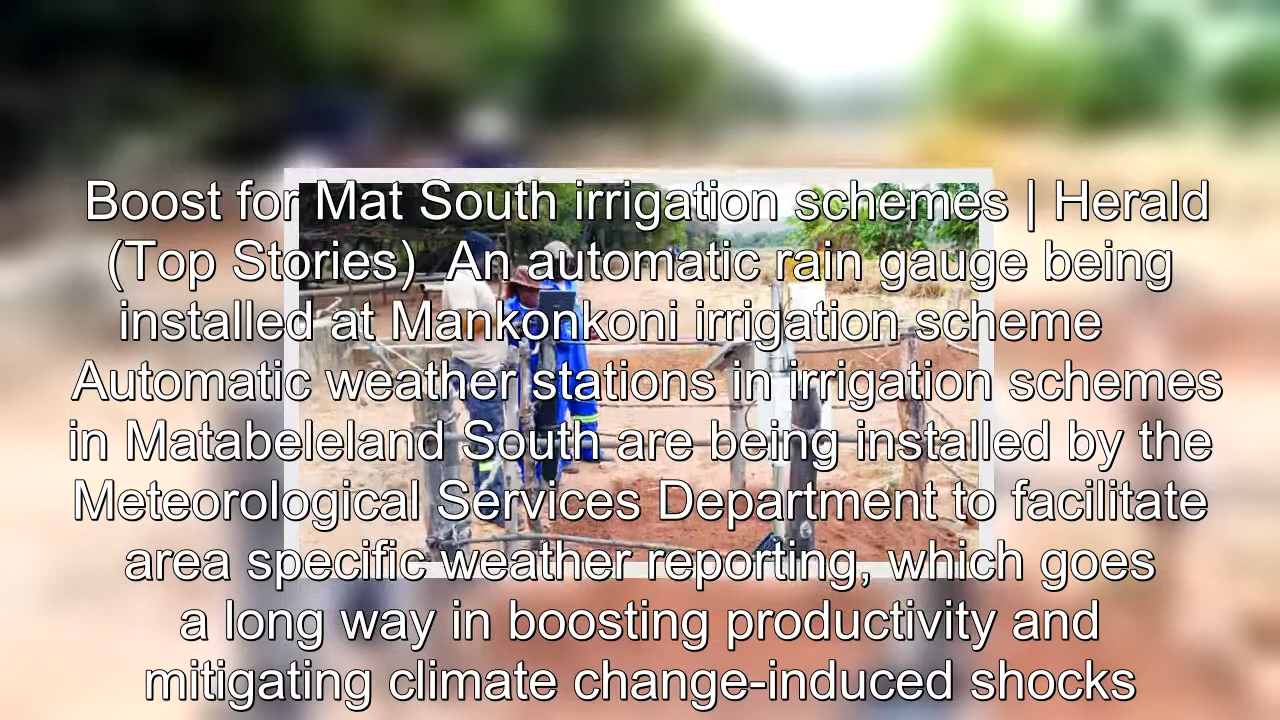 Boost for Mat South irrigation schemes | Herald
(Top Stories)  An automatic rain gauge being
installed at Mankonkoni irrigation scheme
Automatic weather stations in irrigation schemes
in Matabeleland South are being installed by the
Meteorological Services Department to facilitate
area specific weather reporting, which goes
a long way in boosting productivity and
mitigating climate change-induced shocks